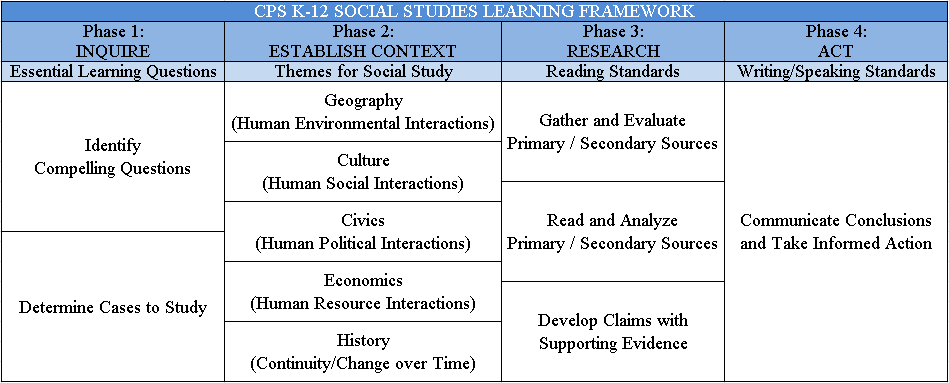 CPS K-12 SOCIAL STUDIES LEARNING FRAMEWORK
Phase 1:
INQUIRE
Phase 2:
ESTABLISH CONTEXT
Phase 3:
RESEARCH
Phase 4:
ACT
Essential Learning Questions
Themes for Social Study
Reading Standards
Writing/Speaking Standards
Identify
Compelling Questions
Determine Cases to Study
Geography
(Human Environmental Interactions)
Culture
(Human Social Interactions)
Civics
(Human Political Interactions)
Economics
(Human Resource Interactions)
History
(Continuity/Change over Time)
Gather and Evaluate
Primary / Secondary Sources
Read and Analyze
Primary / Secondary Sources
Develop Claims with
Supporting Evidence
Communicate Conclusions
and Take Informed Action